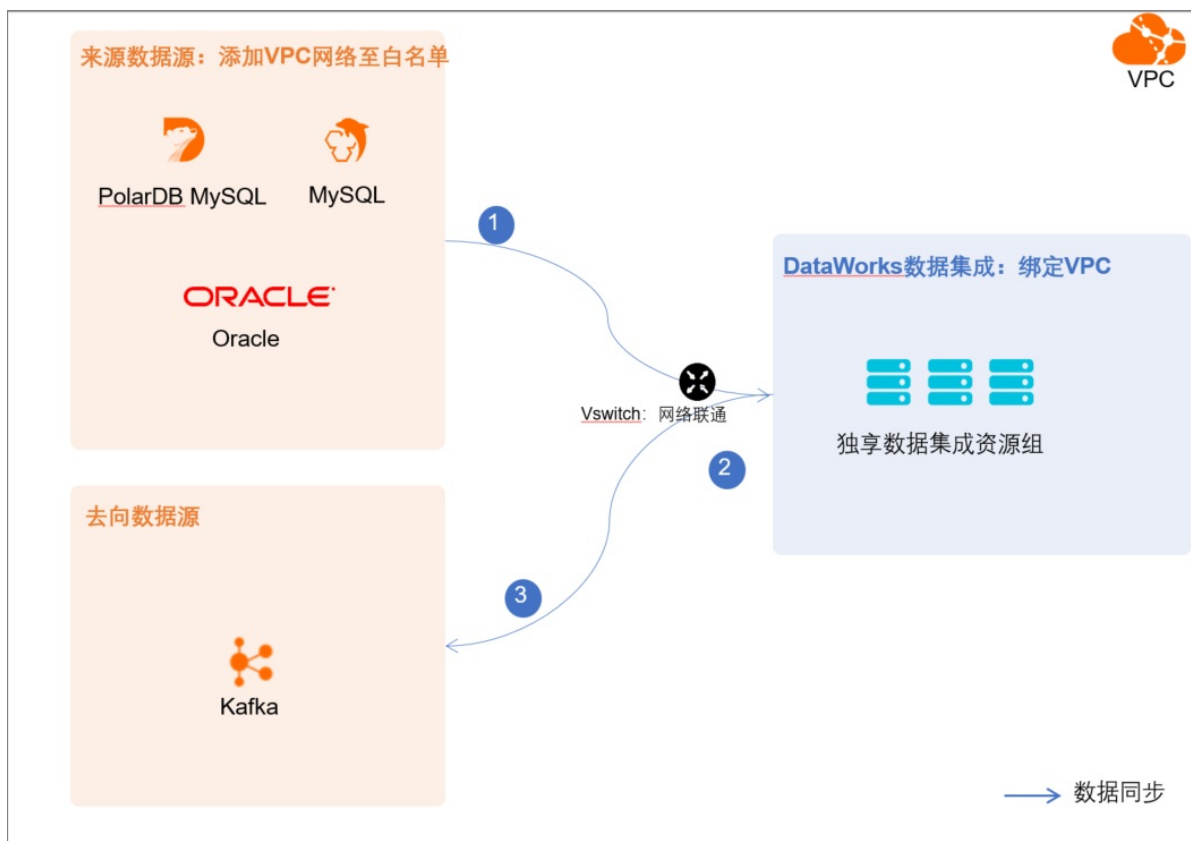 来源数据源：添加VPC网络至白名单
VPC
PolarDB MySQL
MySQL
ORACLE
Oracle
1
DataWorks数据集成：绑定VPC
Vswitch：网络联通
独享数据集成资源组
2
去向数据源
3
Kafka
数据同步